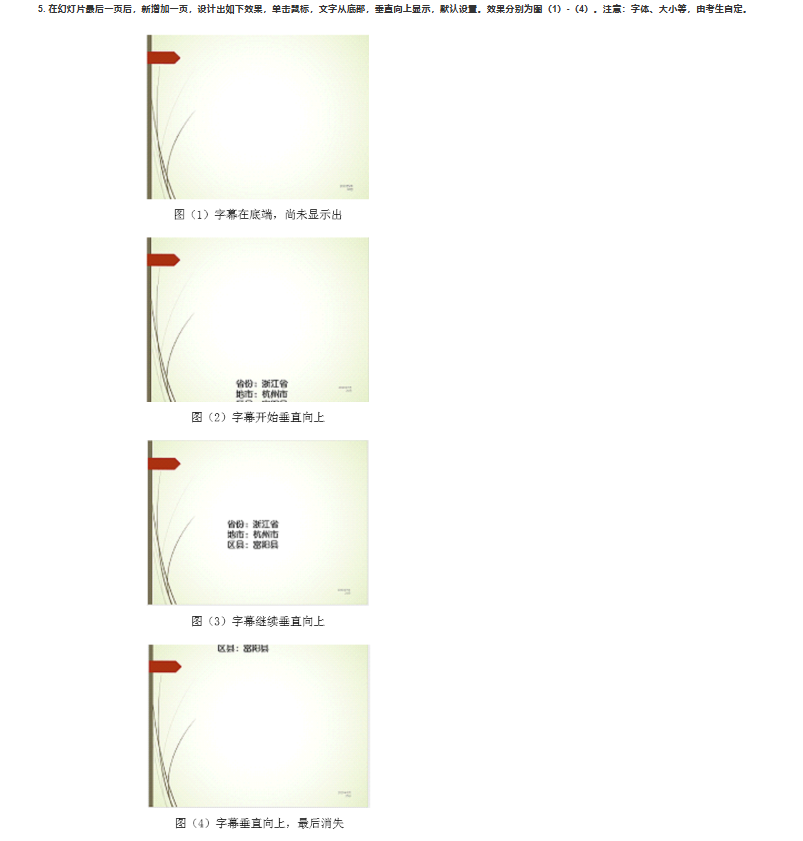 5. 在幻灯片最后一页后，新增加一页，设计出如下效果，单击鼠标，文字从底部，垂直向上显示，默认设置。效果分别为图（1）-（4）。注意：字体、大小等，由考生自定。
图（1）字幕在底端，尚未显示出
省份：浙江省
地市：杭州市
图（2）字幕开始垂直向上
省份：浙江省
地市：杭州市
区县：富阳县
图（3）字幕继续垂直向上
区县：富阳县
图（4）字幕垂直向上，最后消失